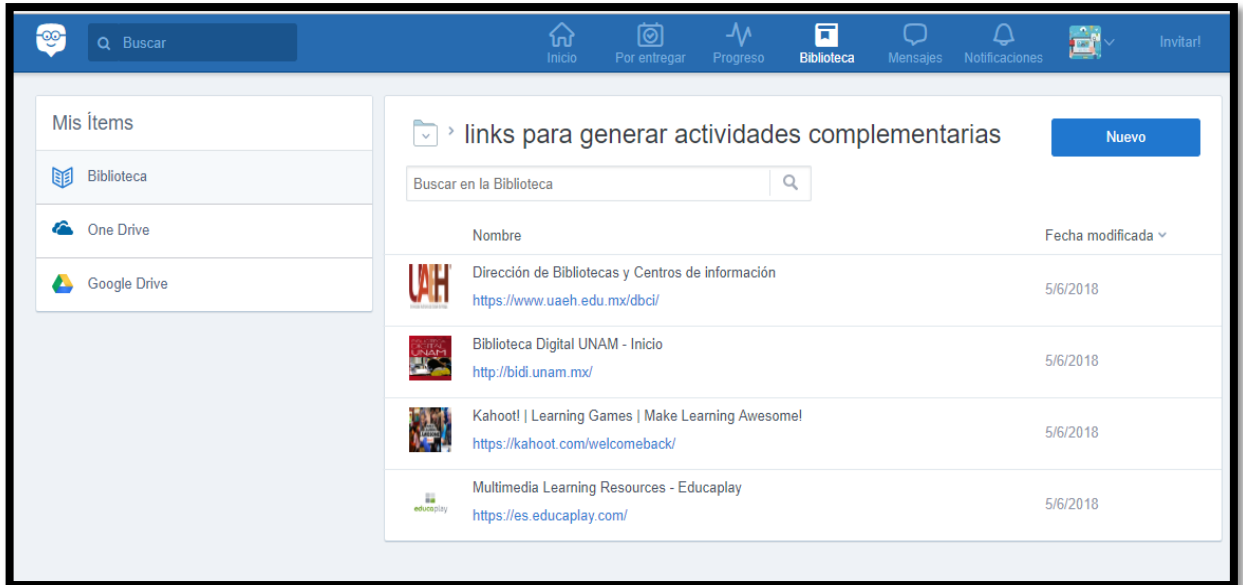 Buscar
Inicio
Por entregar
Progreso
Biblioteca
Mensajes
Notificaciones
Invitar!
Mis Ítems
Biblioteca
One Drive
Google Drive
links para generar actividades complementarias
Nuevo
Buscar en la Biblioteca
Nombre
Fecha modificada
UAEH
Dirección de Bibliotecas y Centros de información
https://www.uaeh.edu.mx/dbci/
5/6/2018
UNAM
Biblioteca Digital UNAM - Inicio
http://bidi.unam.mx/
5/6/2018
Kahoot! | Learning Games | Make Learning Awesome!
https://kahoot.com/welcomeback/
5/6/2018
educaplay
Multimedia Learning Resources - Educaplay
https://es.educaplay.com/
5/6/2018